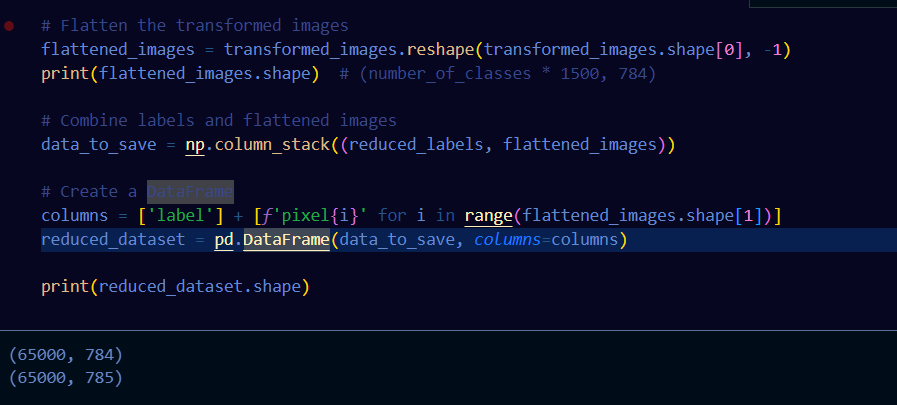 # Flatten the transformed images
flattened_images = transformed_images.reshape(transformed_images.shape[0], -1)
print(flattened_images.shape)  # (number_of_classes * 1500, 784)
# Combine labels and flattened images
data_to_save = np.column_stack((reduced_labels, flattened_images))
# Create a DataFrame
columns = ['label'] + [f'pixel{i}' for i in range(flattened_images.shape[1])]
reduced_dataset = pd.DataFrame(data_to_save, columns=columns)
print(reduced_dataset.shape)
(65000, 784)
(65000, 785)